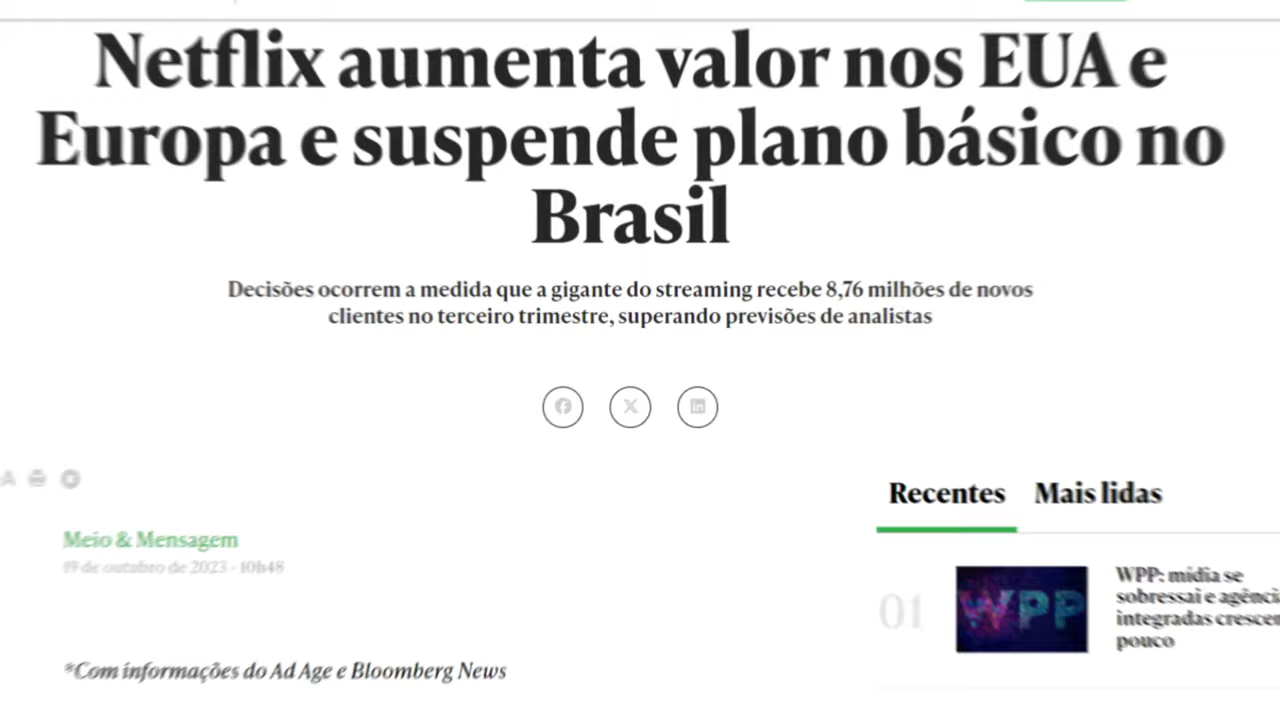 Netflix aumenta valor nos EUA e
Europa e suspende plano básico no
Brasil
Decisões ocorrem a medida que a gigante do streaming recebe 8,76 milhões de novos
clientes no terceiro trimestre, superando previsões de analistas
Recentes Mais lidas
Meio & Mensagem
19 de outubro de 2023 - 10h48
*Com informações do Ad Age e Bloomberg News
01
WPP
WPP: mídia se
sobressai e
integradas
pouco